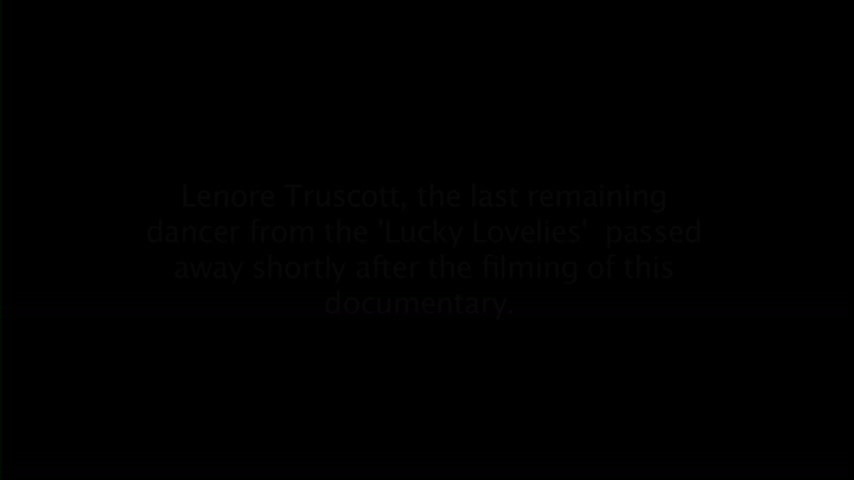 Lenore Truscott, the last remaining
dancer from the 'Lucky Lovelies'  passed
away shortly after the filming of this
documentary.